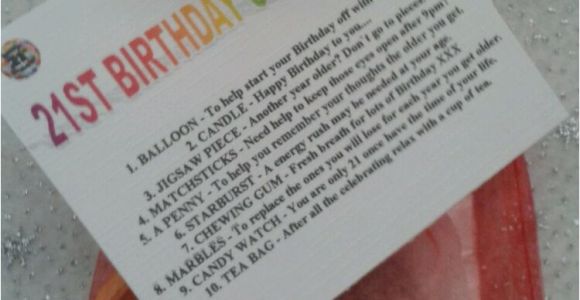 21ST BIRTHDAY
1. BALLOON - To help start your Birthday off with
2. CANDLE - Happy Birthday to you....
3. JIGSAW PIECE - Another year older? Don't go to pieces
4. MATCHSTICKS - Need help to keep those eyes open after 9pm
5. A PENNY - To help you remember your thoughts the older you get,
6. STARBURST - A energy rush may be needed at your age.
7. CHEWING GUM - Fresh breath for lots of Birthday XXX
8. MARBLES - To replace the ones you will lose for each year you get older.
9. CANDY WATCH - You are only 21 once have the time of your life.
10. TEA BAG - After all the celebrating relax with a cup of tea.